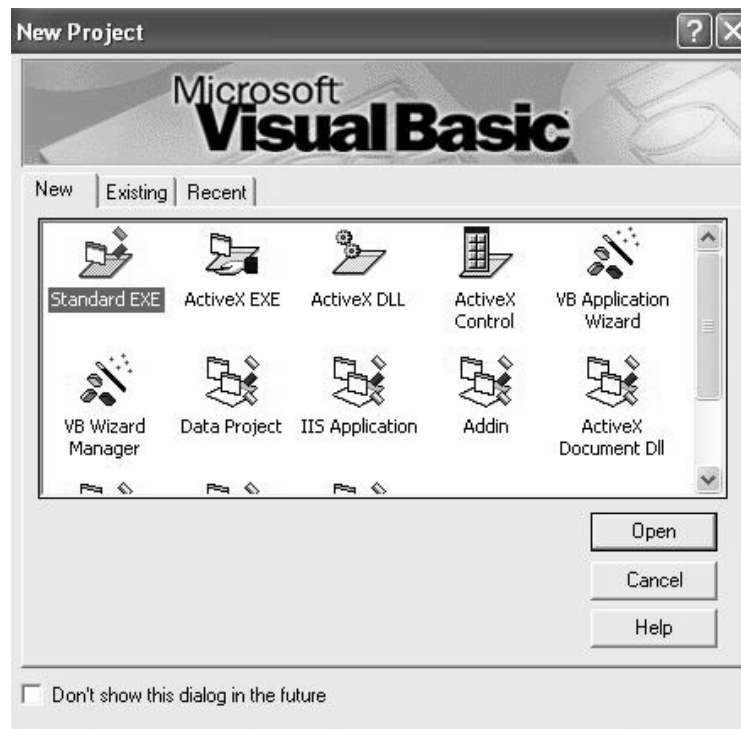 New Project
Microsoft
Visual Basic
New Existing Recent
Standard EXE ActiveX EXE ActiveX DLL ActiveX Control VB Application Wizard
VB Wizard Manager Data Project IIS Application Addin ActiveX Document Dll
Open
Cancel
Help
Don't show this dialog in the future